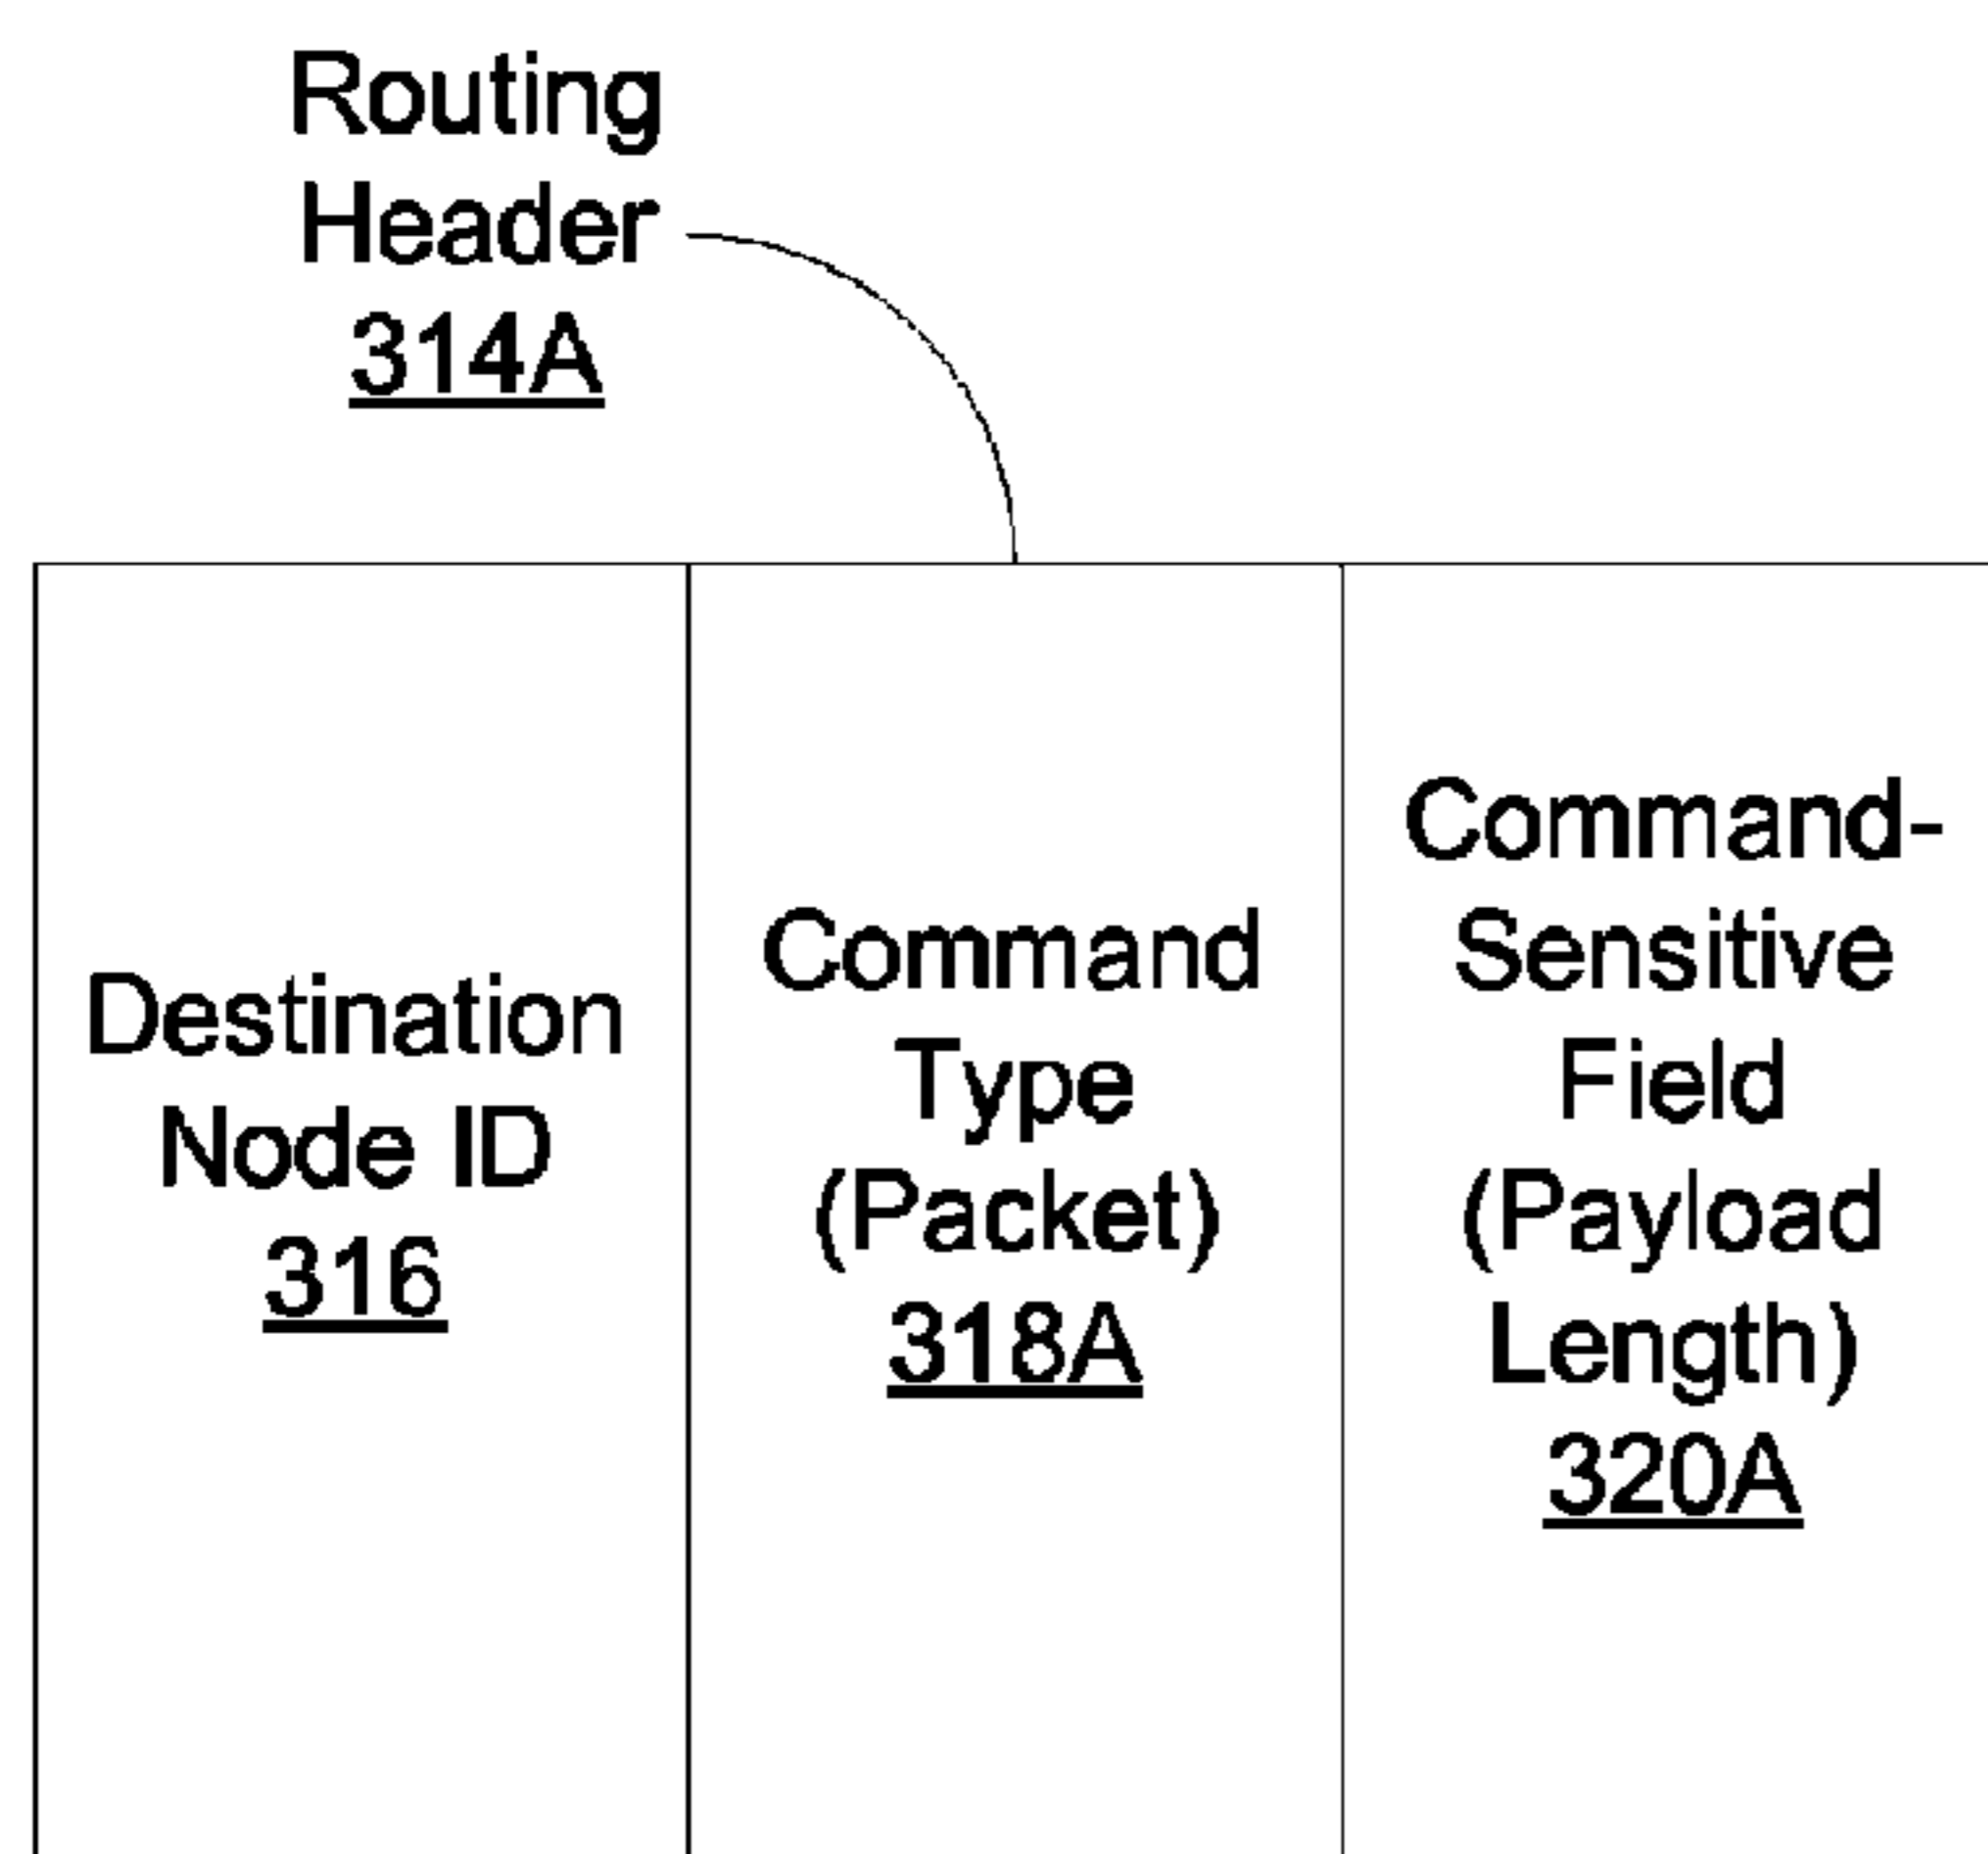 Routing
Header
314A
Destination
Node ID
316
Command
Type
(Packet)
318A
Command-
Sensitive
Field
(Payload
Length)
320A